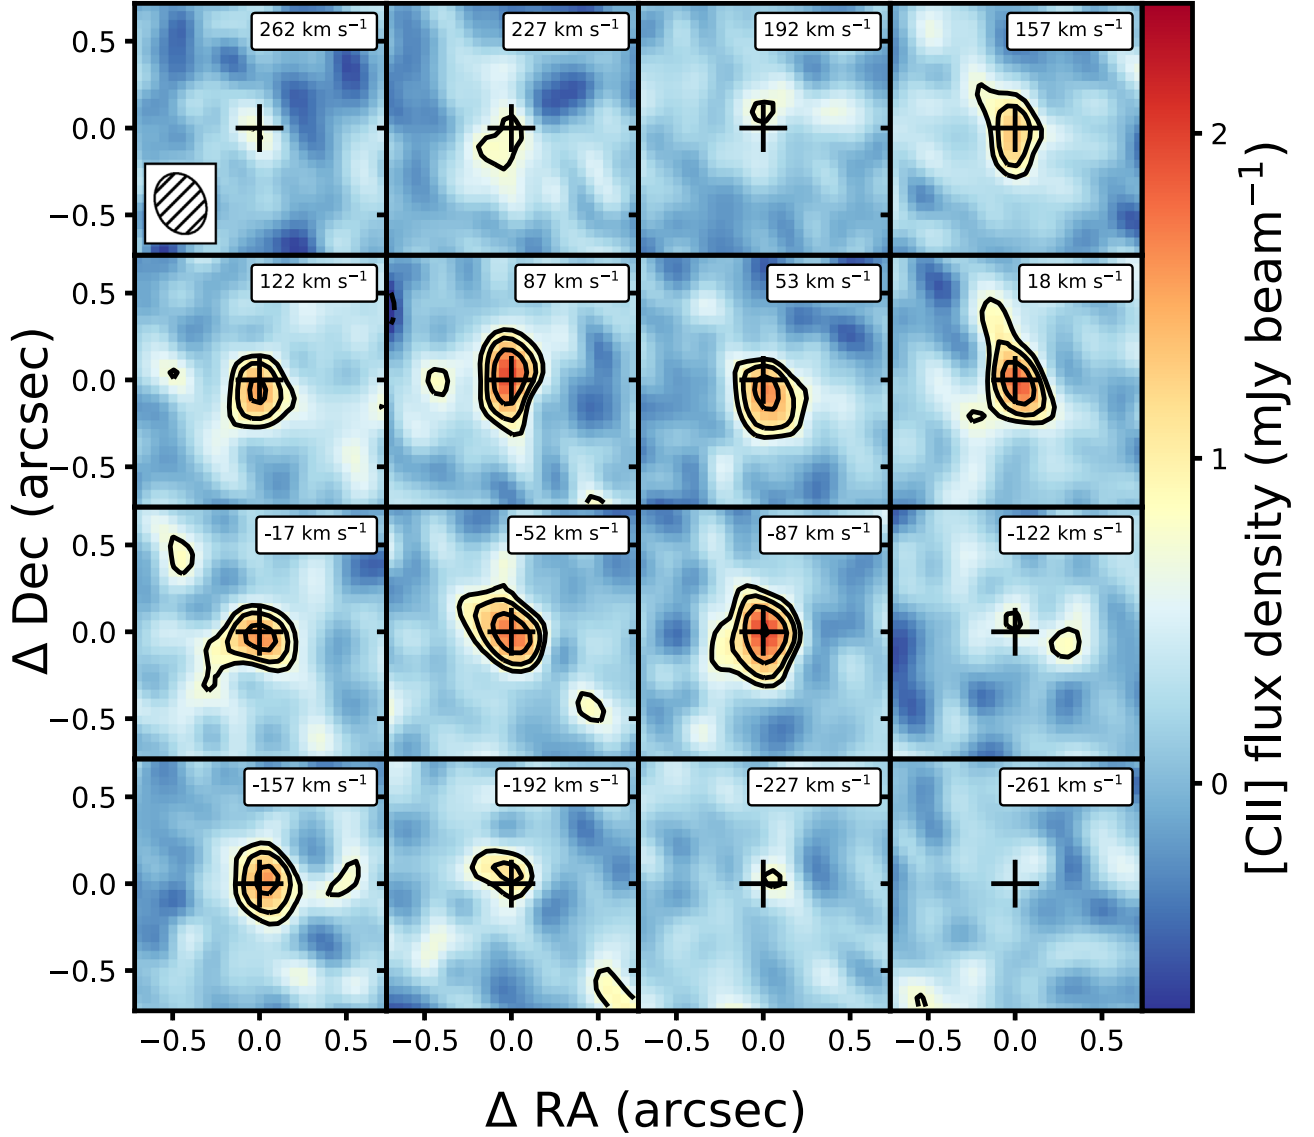 262 km s⁻¹
227 km s⁻¹
192 km s⁻¹
157 km s⁻¹
122 km s⁻¹
87 km s⁻¹
53 km s⁻¹
18 km s⁻¹
-17 km s⁻¹
-52 km s⁻¹
-87 km s⁻¹
-122 km s⁻¹
-157 km s⁻¹
-192 km s⁻¹
-227 km s⁻¹
-261 km s⁻¹
0.5
0.0
−0.5
0.5
0.0
−0.5
0.5
0.0
−0.5
0.5
0.0
−0.5
Δ Dec (arcsec)
−0.5 0.0 0.5 −0.5 0.0 0.5 −0.5 0.0 0.5 −0.5 0.0 0.5
Δ RA (arcsec)
2
1
0
[CII] flux density (mJy beam⁻¹)